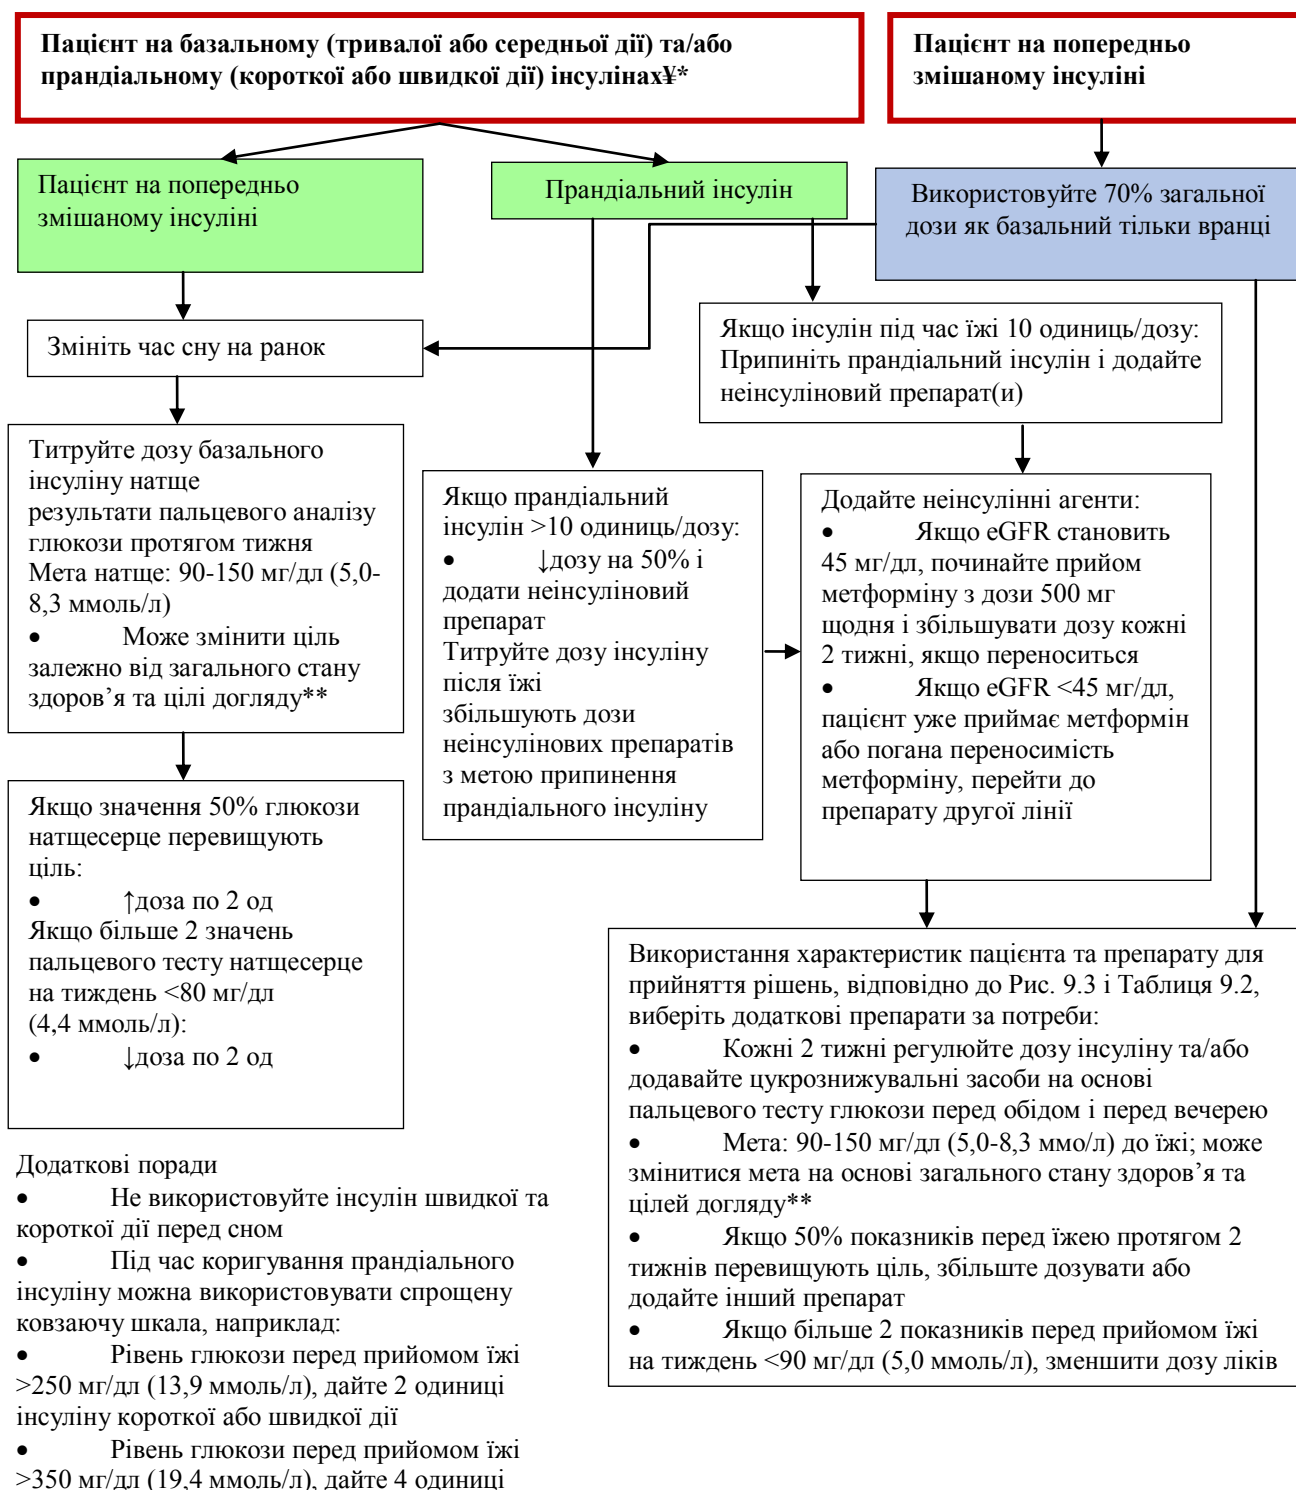 Пацієнт на базальному (тривалої або середньої дії) та/або
прандіальному (короткої або швидкої дії) інсулінах¥*
Пацієнт на попередньо
змішаному інсуліні
Пацієнт на попередньо
змішаному інсуліні
Прандіальний інсулін
Використовуйте 70% загальної
дози як базальний тільки вранці
Змініть час сну на ранок
Якщо інсулін під час їжі 10 одиниць/дозу:
Припиніть прандіальний інсулін і додайте
неінсуліновий препарат(и)
Титруйте дозу базального
інсуліну натще
результати пальцевого аналізу
глюкози протягом тижня
Мета натще: 90-150 мг/дл (5,0-
8,3 ммоль/л)
• Може змінити ціль
залежно від загального стану
здоров’я та цілі догляду**
Якщо прандіальний
інсулін >10 одиниць/дозу:
• ↓дозу на 50% і
додати неінсуліновий
препарат
Титруйте дозу інсуліну
після їжі
збільшують дози
неінсулінових препаратів
з метою припинення
прандіального інсуліну
Додайте неінсулінні агенти:
• Якщо eGFR становить
45 мг/дл, починайте прийом
метформіну з дози 500 мг
щодня і збільшувати дозу кожні
2 тижні, якщо переноситься
• Якщо eGFR <45 мг/дл,
пацієнт уже приймає метформін
або погана переносимість
метформіну, перейти до
препарату другої лінії
Якщо значення 50% глюкози
натщесерце перевищують
ціль:
• ↑доза по 2 од
Якщо більше 2 значень
пальцевого тесту натщесерце
на тиждень <80 мг/дл
(4,4 ммоль/л):
• ↓доза по 2 од
Використання характеристик пацієнта та препарату для
прийняття рішень, відповідно до Рис. 9.3 і Таблиця 9.2,
виберіть додаткові препарати за потреби:
• Кожні 2 тижні регулюйте дозу інсуліну та/або
додавайте цукрознижувальні засоби на основі
пальцевого тесту глюкози перед обідом і перед вечерею
• Мета: 90-150 мг/дл (5,0-8,3 ммо/л) до їжі; може
змінитися мета на основі загального стану здоров’я та
цілей догляду**
• Якщо 50% показників перед їжею протягом 2
тижнів перевищують ціль, збільште дозувати або
додайте інший препарат
• Якщо більше 2 показників перед прийомом їжі
на тиждень <90 мг/дл (5,0 ммоль/л), зменшити дозу ліків
Додаткові поради
• Не використовуйте інсулін швидкої та
короткої дії перед сном
• Під час коригування прандіального
інсуліну можна використовувати спрощену
ковзаючу шкала, наприклад:
• Рівень глюкози перед прийомом їжі
>250 мг/дл (13,9 ммоль/л), дайте 2 одиниці
інсуліну короткої або швидкої дії
• Рівень глюкози перед прийомом їжі
>350 мг/дл (19,4 ммоль/л), дайте 4 одиниці